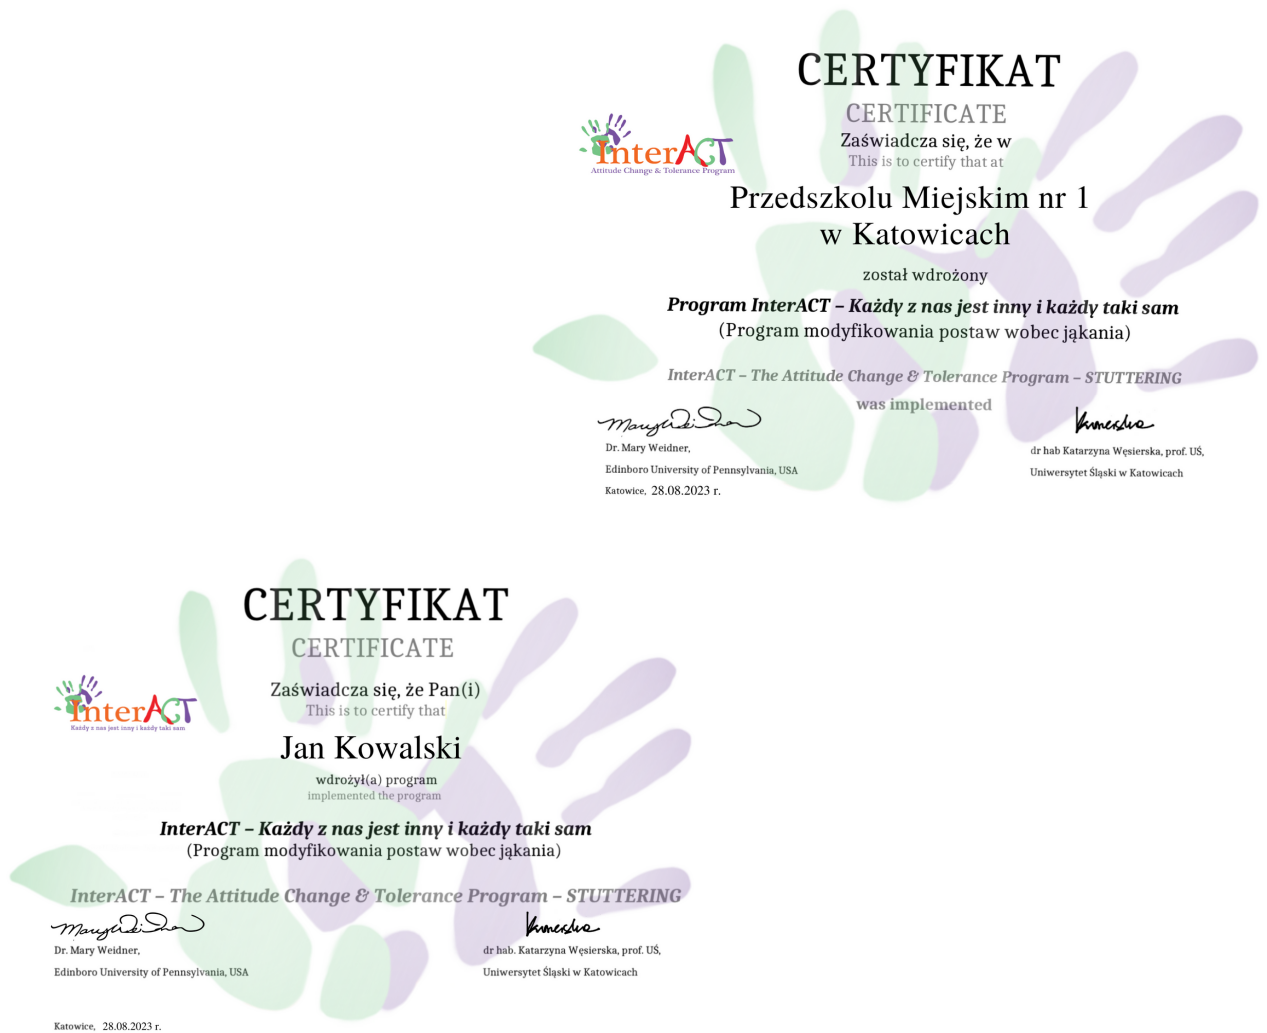 CERTYFIKAT
CERTIFICATE
Zaświadcza się, że w
This is to certify that at
InterACT
Attitude Change & Tolerance Program
Przedszkolu Miejskim nr 1
w Katowicach
został wdrożony
Program InterACT – Każdy z nas jest inny i każdy taki sam
(Program modyfikowania postaw wobec jąkania)
InterACT – The Attitude Change & Tolerance Program – STUTTERING
was implemented
Dr. Mary Weidner,
Edinboro University of Pennsylvania, USA
Katowice, 28.08.2023 r.
dr hab Katarzyna Węsierska, prof. UŚ,
Uniwersytet Śląski w Katowicach
CERTYFIKAT
CERTIFICATE
Zaświadcza się, że Pan(i)
This is to certify that
InterACT
Każdy z nas jest inny i każdy taki sam
Jan Kowalski
wdrożył(a) program
implemented the program
InterACT – Każdy z nas jest inny i każdy taki sam
(Program modyfikowania postaw wobec jąkania)
InterACT – The Attitude Change & Tolerance Program – STUTTERING
Dr. Mary Weidner,
Edinboro University of Pennsylvania, USA
dr hab. Katarzyna Węsierska, prof. UŚ,
Uniwersytet Śląski w Katowicach
Katowice, 28.08.2023 r.